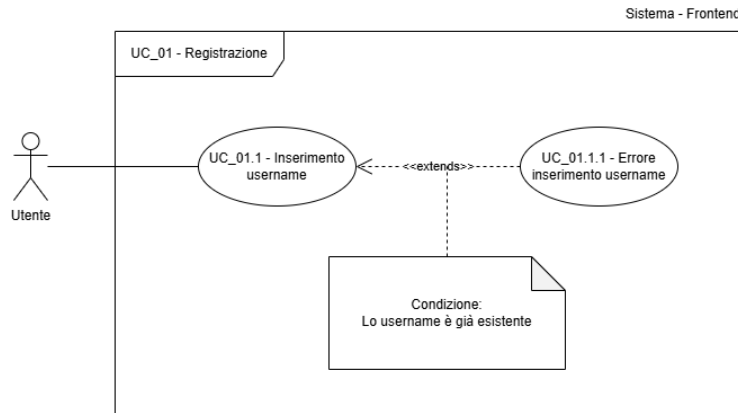 Sistema - Frontend
UC_01 - Registrazione
UC_01.1 - Inserimento
username
<<extends>>
UC_01.1.1 - Errore
inserimento username
Utente
Condizione:
Lo username è già esistente